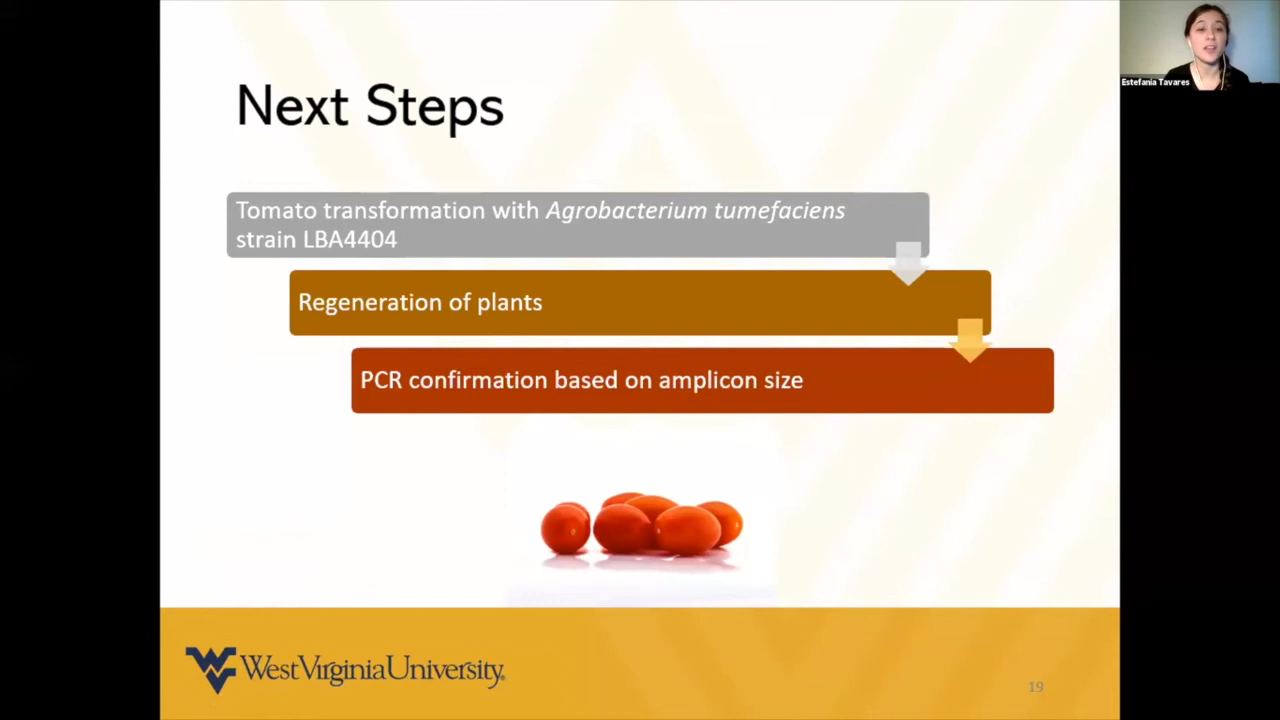 Estefania Tavares
Next Steps
Tomato transformation with Agrobacterium tumefaciens
strain LBA4404
Regeneration of plants
PCR confirmation based on amplicon size
West Virginia University®
19